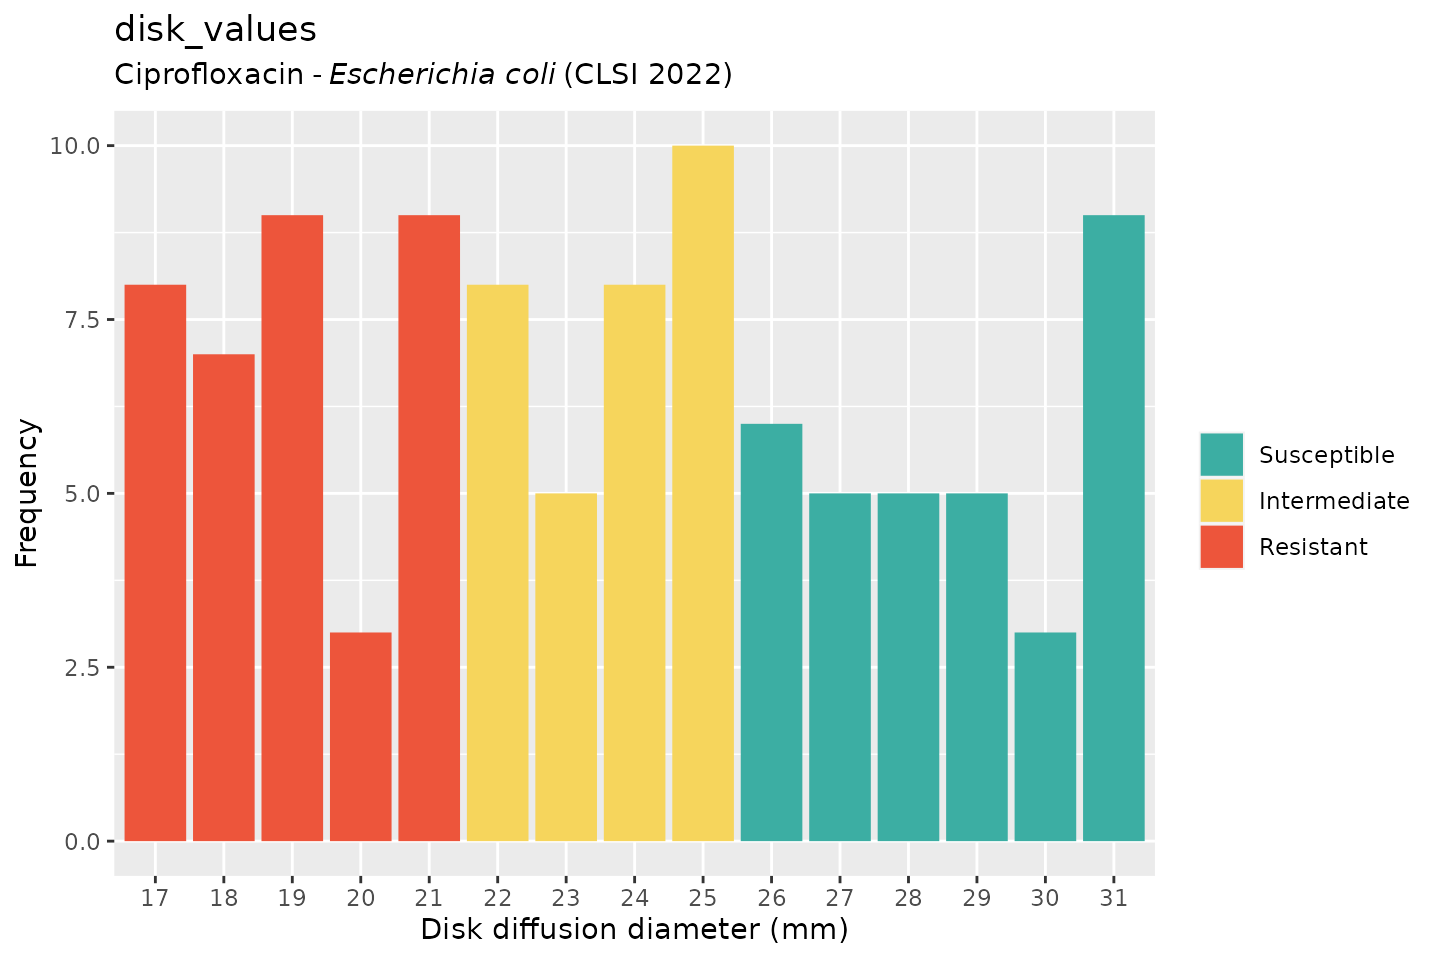 disk_values
Ciprofloxacin - Escherichia coli (CLSI 2022)
Frequency
10.0
7.5
5.0
2.5
0.0
17 18 19 20 21 22 23 24 25 26 27 28 29 30 31
Disk diffusion diameter (mm)
Susceptible
Intermediate
Resistant